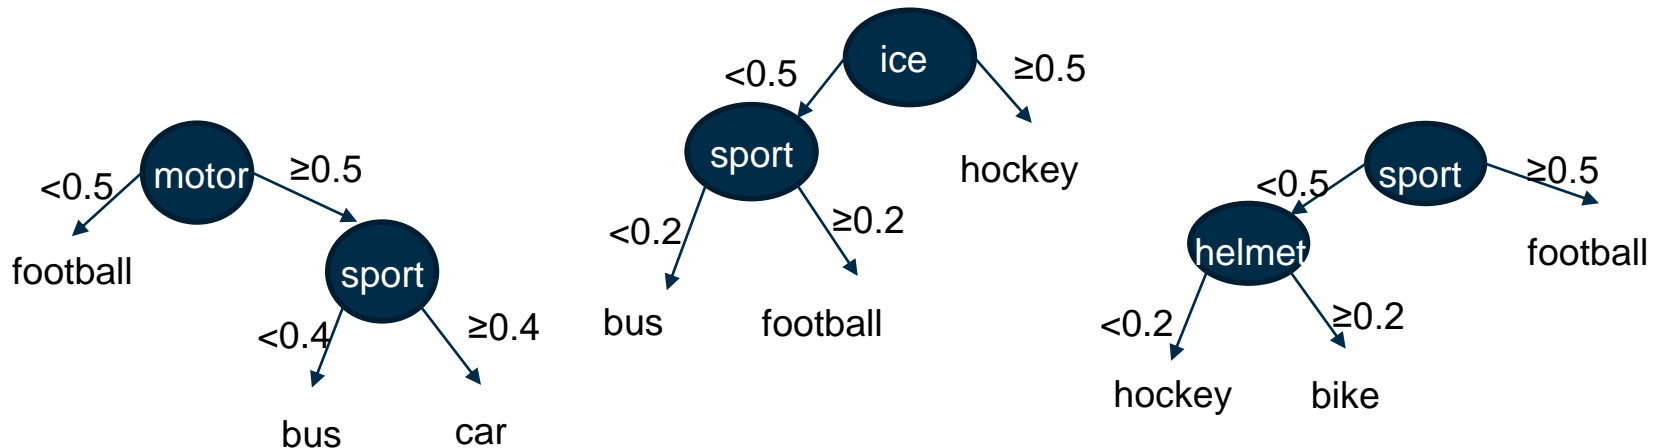 motor
<0.5
≥0.5
football
sport
<0.4
≥0.4
bus
car
ice
<0.5
≥0.5
sport
hockey
<0.2
≥0.2
bus
football
sport
<0.5
≥0.5
helmet
football
<0.2
≥0.2
hockey
bike